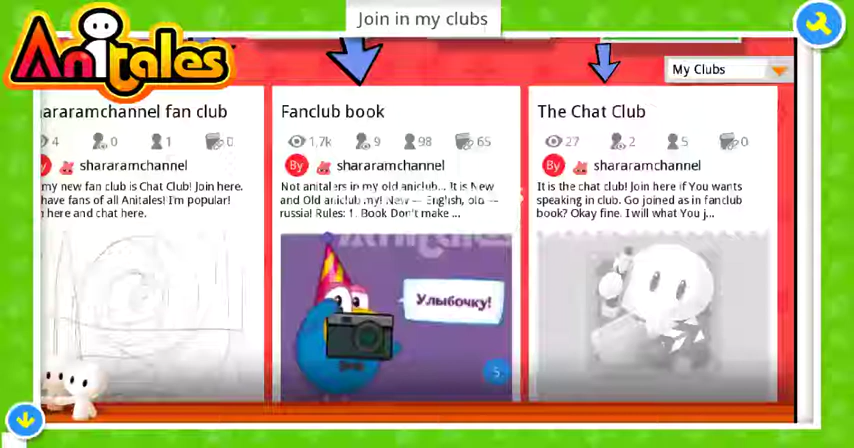 Join in my clubs
Anitales
My Clubs
araramchannel fan club
4 0 1 0
By shararamchannel
my new fan club is Chat Club! Join here.
have fans of all Anitales! I'm popular!
here and chat here.
Fanclub book
1,7k 9 98 65
By shararamchannel
Not anitalers in my old aniclub... It is New
and Old aniclub my! New — English, old —
russia! Rules: 1. Book Don't make ...
Улыбочку!
5
The Chat Club
27 2 5 0
By shararamchannel
It is the chat club! Join here if You wants
speaking in club. Go joined as in fanclub
book? Okay fine. I will what You j...